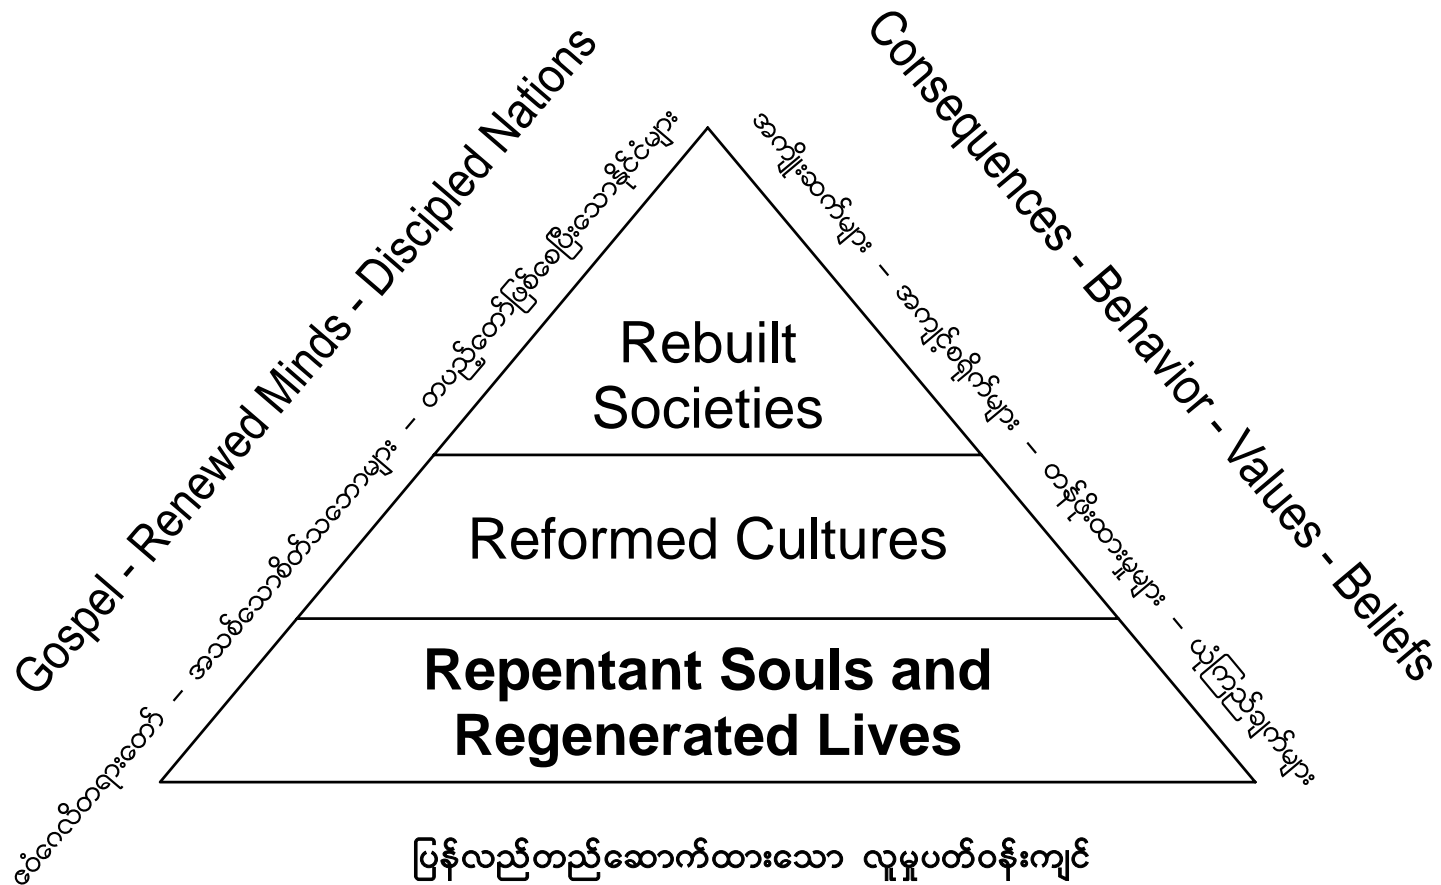 Gospel - Renewed Minds - Discipled Nations
ဧဝံဂေလိတရားတော် - အသစ်သောစိတ်သဘောများ - တပည့်တော်ဖြစ်စေပြီးသောနိုင်ငံများ
Consequences - Behavior - Values - Beliefs
အကျိုးဆက်များ - အကျင့်စရိုက်များ - တန်ဖိုးထားမှုများ - ယုံကြည်ချက်များ
Rebuilt
Societies
Reformed Cultures
Repentant Souls and
Regenerated Lives
ပြန်လည်တည်ဆောက်ထားသော လူမှုပတ်ဝန်းကျင်